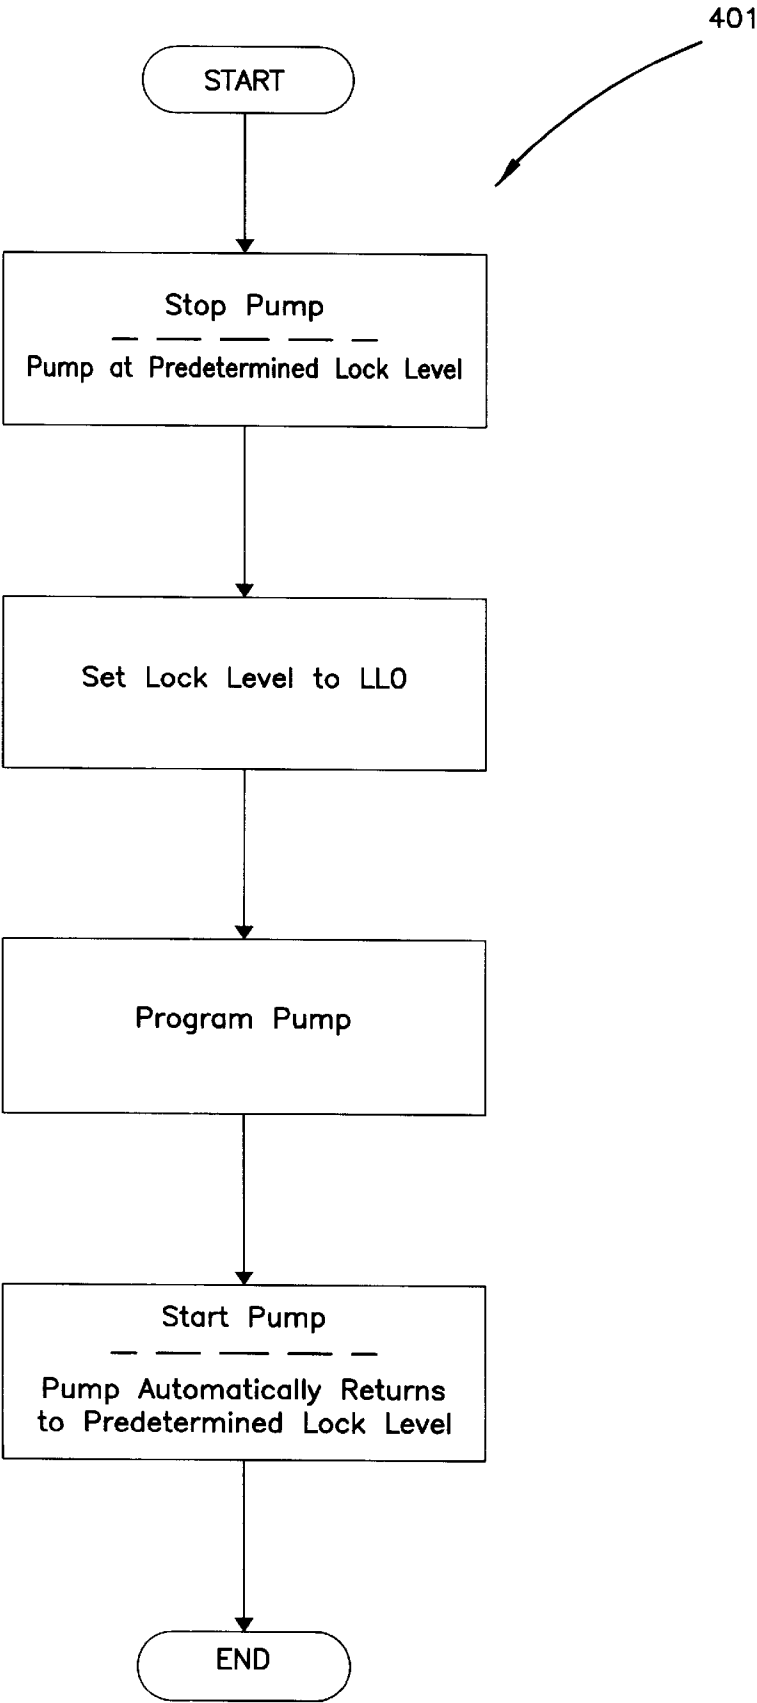 401
START
Stop Pump
Pump at Predetermined Lock Level
Set Lock Level to LL0
Program Pump
Start Pump
Pump Automatically Returns
to Predetermined Lock Level
END